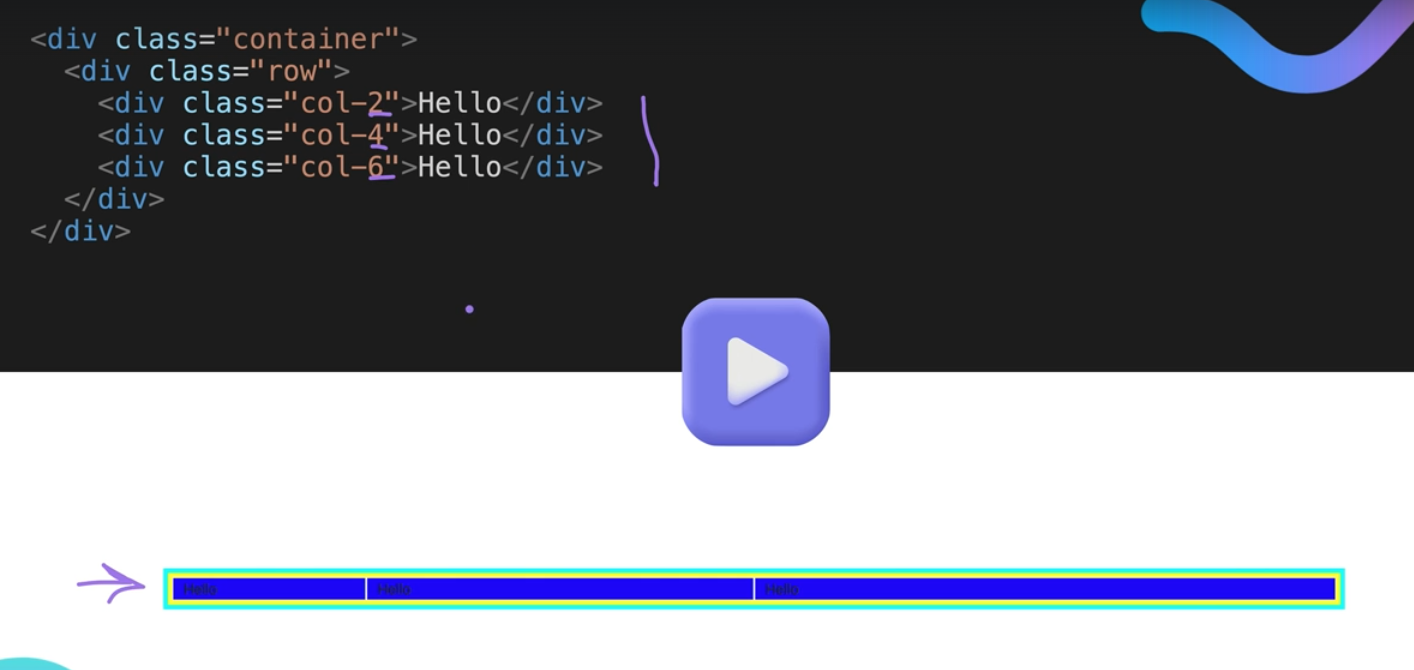 <div class="container">
<div class="row">
<div class="col-2">Hello</div>
<div class="col-4">Hello</div>
<div class="col-6">Hello</div>
</div>
</div>
Hello Hello Hello